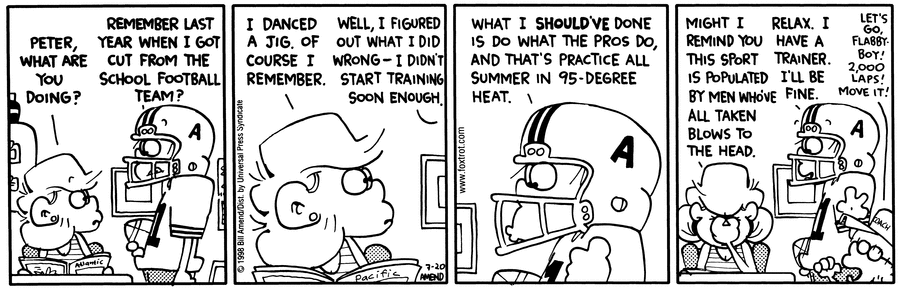 PETER,
WHAT ARE
YOU
DOING?
REMEMBER LAST
YEAR WHEN I GOT
CUT FROM THE
SCHOOL FOOTBALL
TEAM?
A
Atlantic
I DANCED
A JIG. OF
COURSE I
REMEMBER.
WELL, I FIGURED
OUT WHAT I DID
WRONG – I DIDN'T
START TRAINING
SOON ENOUGH.
© 1998 Bill Amend/Dist. by Universal Press Syndicate
Pacific
7-20
AMEND
WHAT I SHOULD'VE DONE
IS DO WHAT THE PROS DO,
AND THAT'S PRACTICE ALL
SUMMER IN 95-DEGREE
HEAT.
www.foxtrot.com
A
MIGHT I
REMIND YOU
THIS SPORT
IS POPULATED
BY MEN WHO'VE
ALL TAKEN
BLOWS TO
THE HEAD.
RELAX. I
HAVE A
TRAINER.
I'LL BE
FINE.
LET'S
GO,
FLABBY-
BOY!
2,000
LAPS!
MOVE IT!
A
COACH